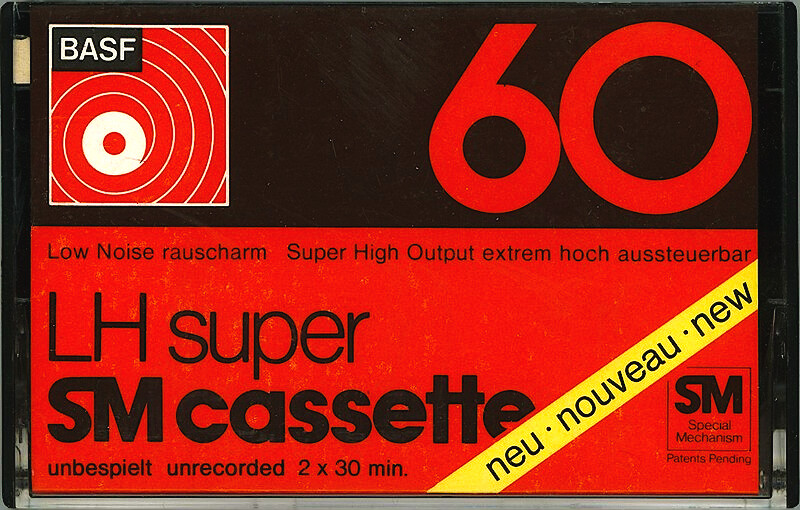 BASF
60
Low Noise rauscharm Super High Output extrem hoch aussteuerbar
LH super
SM cassette
neu · nouveau · new
SM
Special
Mechanism
Patents Pending
unbespielt unrecorded 2 x 30 min.